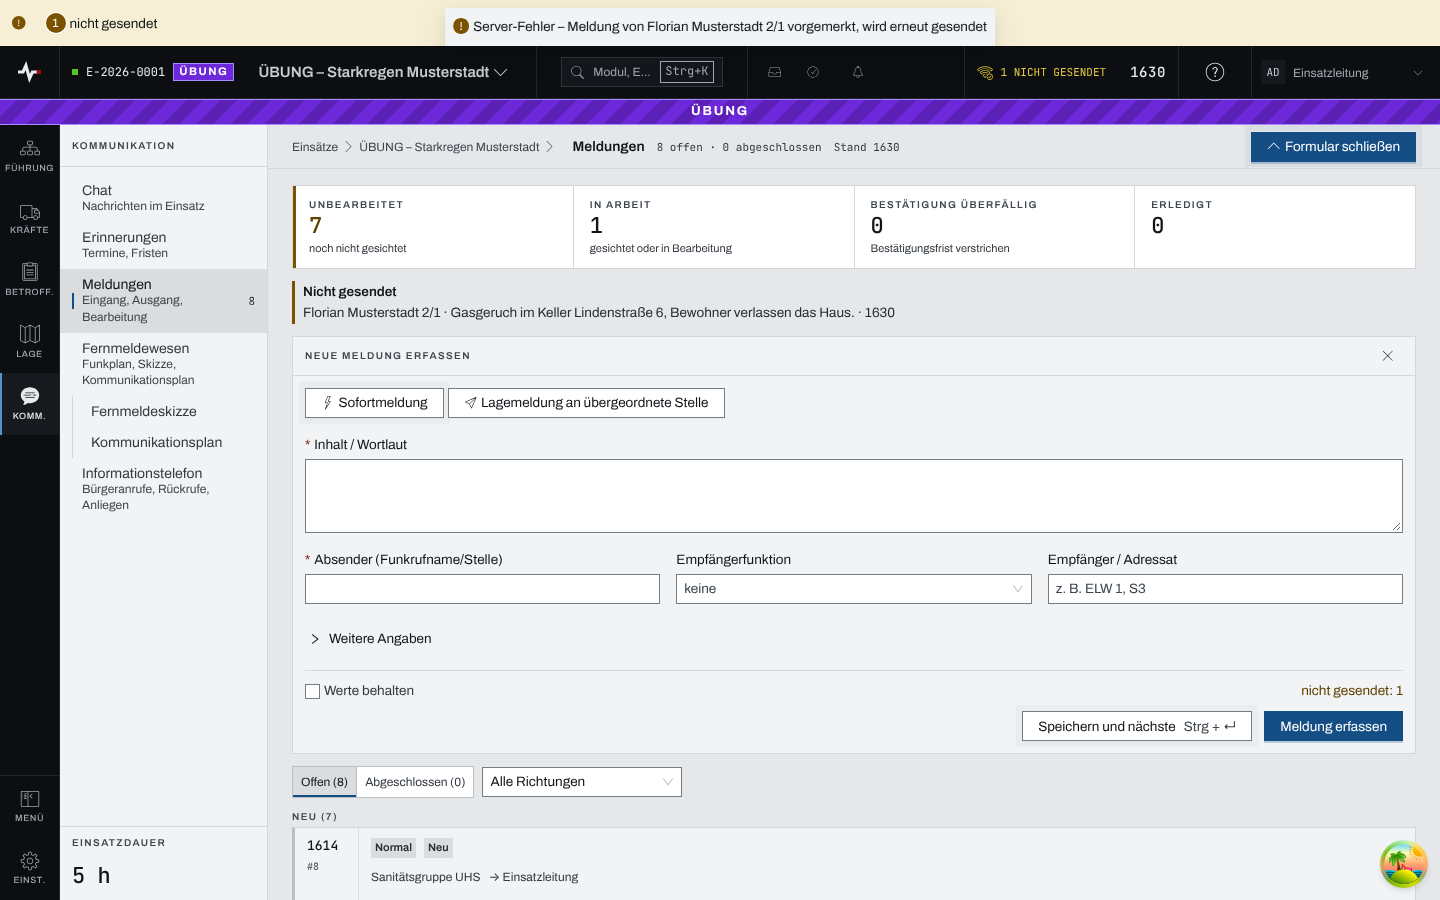 ! 1 nicht gesendet
! Server-Fehler – Meldung von Florian Musterstadt 2/1 vorgemerkt, wird erneut gesendet
E-2026-0001 ÜBUNG ÜBUNG – Starkregen Musterstadt Modul, E... Strg+K 1 NICHT GESENDET 1630 ? AD Einsatzleitung
ÜBUNG
FÜHRUNG
KRÄFTE
BETROFF.
LAGE
KOMM.
MENÜ
EINST.
KOMMUNIKATION
Chat
Nachrichten im Einsatz
Erinnerungen
Termine, Fristen
Meldungen
Eingang, Ausgang, 8
Bearbeitung
Fernmeldewesen
Funkplan, Skizze,
Kommunikationsplan
Fernmeldeskizze
Kommunikationsplan
Informationstelefon
Bürgeranrufe, Rückrufe,
Anliegen
EINSATZDAUER
5 h
Einsätze ÜBUNG – Starkregen Musterstadt Meldungen 8 offen · 0 abgeschlossen Stand 1630 Formular schließen
UNBEARBEITET
7
noch nicht gesichtet
IN ARBEIT
1
gesichtet oder in Bearbeitung
BESTÄTIGUNG ÜBERFÄLLIG
0
Bestätigungsfrist verstrichen
ERLEDIGT
0
Nicht gesendet
Florian Musterstadt 2/1 · Gasgeruch im Keller Lindenstraße 6, Bewohner verlassen das Haus. · 1630
NEUE MELDUNG ERFASSEN
Sofortmeldung Lagemeldung an übergeordnete Stelle
* Inhalt / Wortlaut
* Absender (Funkrufname/Stelle) Empfängerfunktion Empfänger / Adressat
keine z. B. ELW 1, S3
Weitere Angaben
Werte behalten nicht gesendet: 1
Speichern und nächste Strg + ↵ Meldung erfassen
Offen (8) Abgeschlossen (0) Alle Richtungen
NEU (7)
1614 Normal Neu
#8
Sanitätsgruppe UHS → Einsatzleitung